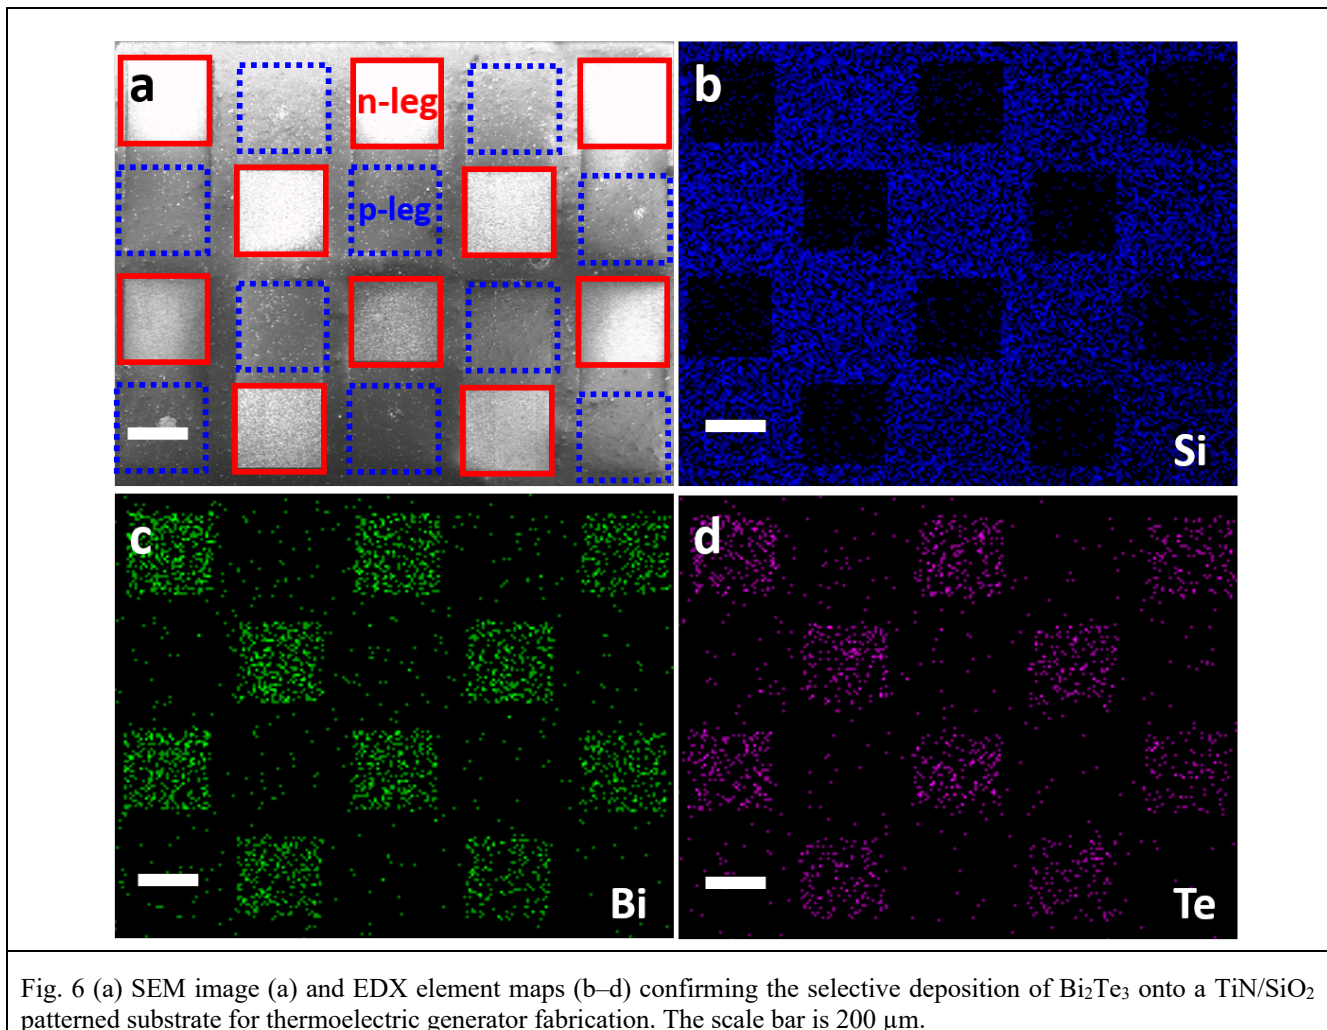 a
n-leg
p-leg
b
Si
c
Bi
d
Te
Fig. 6 (a) SEM image (a) and EDX element maps (b–d) confirming the selective deposition of Bi₂Te₃ onto a TiN/SiO₂
patterned substrate for thermoelectric generator fabrication. The scale bar is 200 µm.